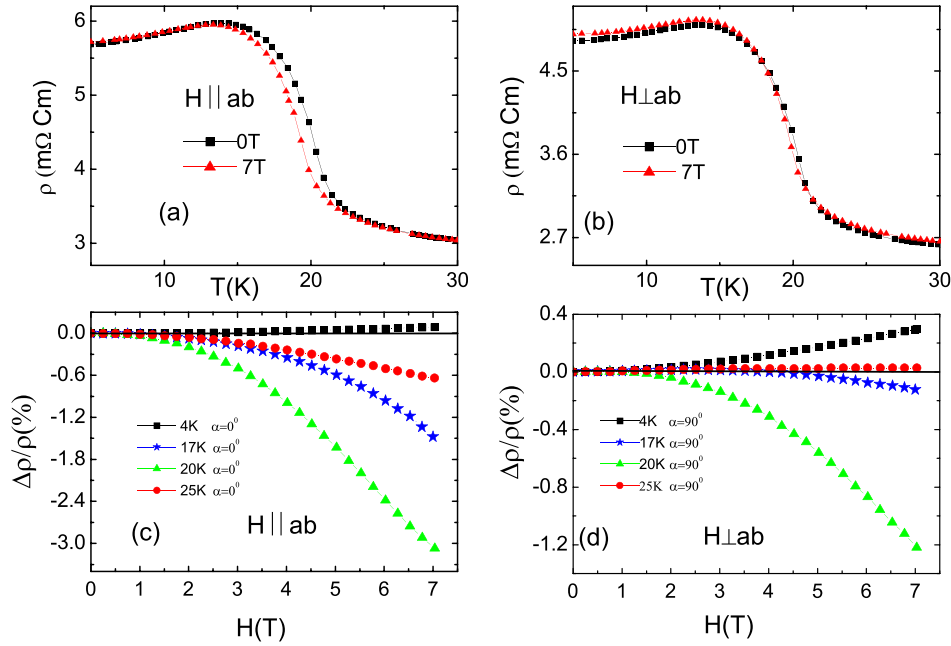 6
5
4
3
ρ (mΩ Cm)
H||ab
0T
7T
(a)
10
20
30
T(K)
4.5
3.6
2.7
ρ (mΩ Cm)
H⊥ab
0T
7T
(b)
10
20
30
T(K)
0.0
-0.6
-1.2
-1.8
-2.4
-3.0
Δρ/ρ(%)
4K α=0⁰
17K α=0⁰
20K α=0⁰
25K α=0⁰
(c)
H||ab
0 1 2 3 4 5 6 7
H(T)
0.4
0.0
-0.4
-0.8
-1.2
Δρ/ρ(%)
4K α=90⁰
17K α=90⁰
20K α=90⁰
25K α=90⁰
(d)
H⊥ab
0 1 2 3 4 5 6 7
H(T)